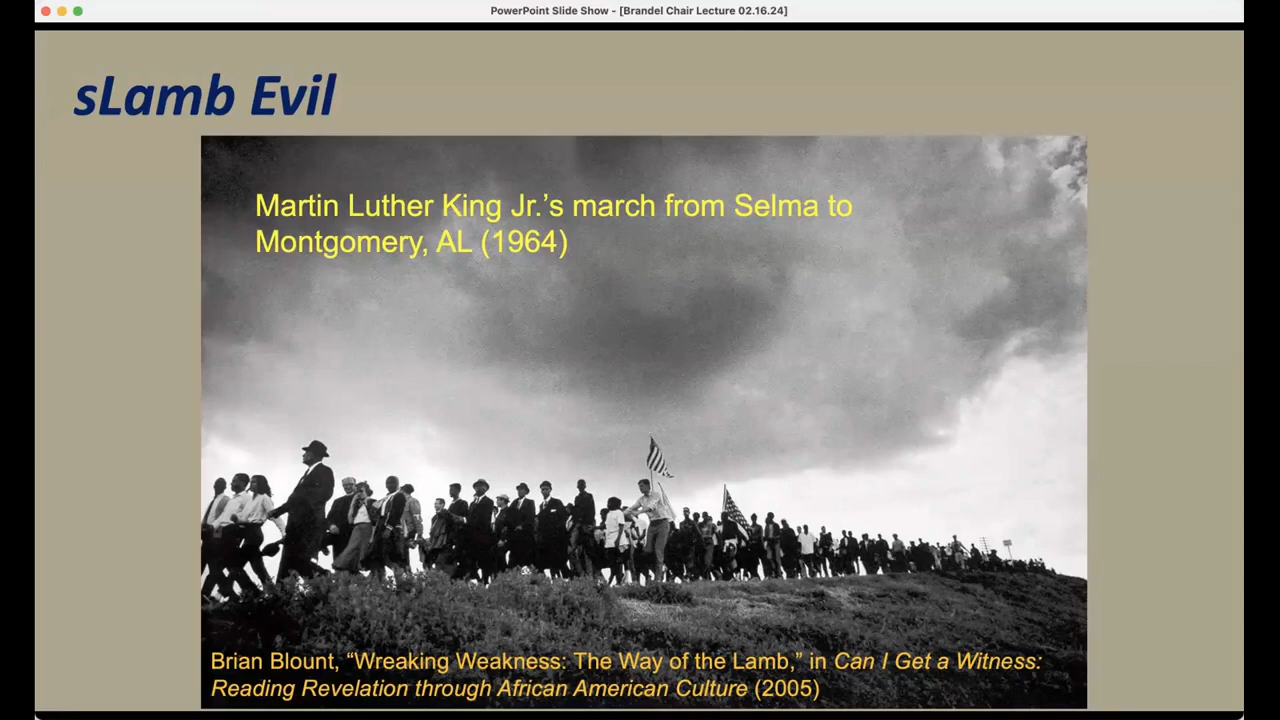 PowerPoint Slide Show - [Brandel Chair Lecture 02.16.24]
sLamb Evil
Martin Luther King Jr.’s march from Selma to
Montgomery, AL (1964)
Brian Blount, “Wreaking Weakness: The Way of the Lamb,” in Can I Get a Witness:
Reading Revelation through African American Culture (2005)